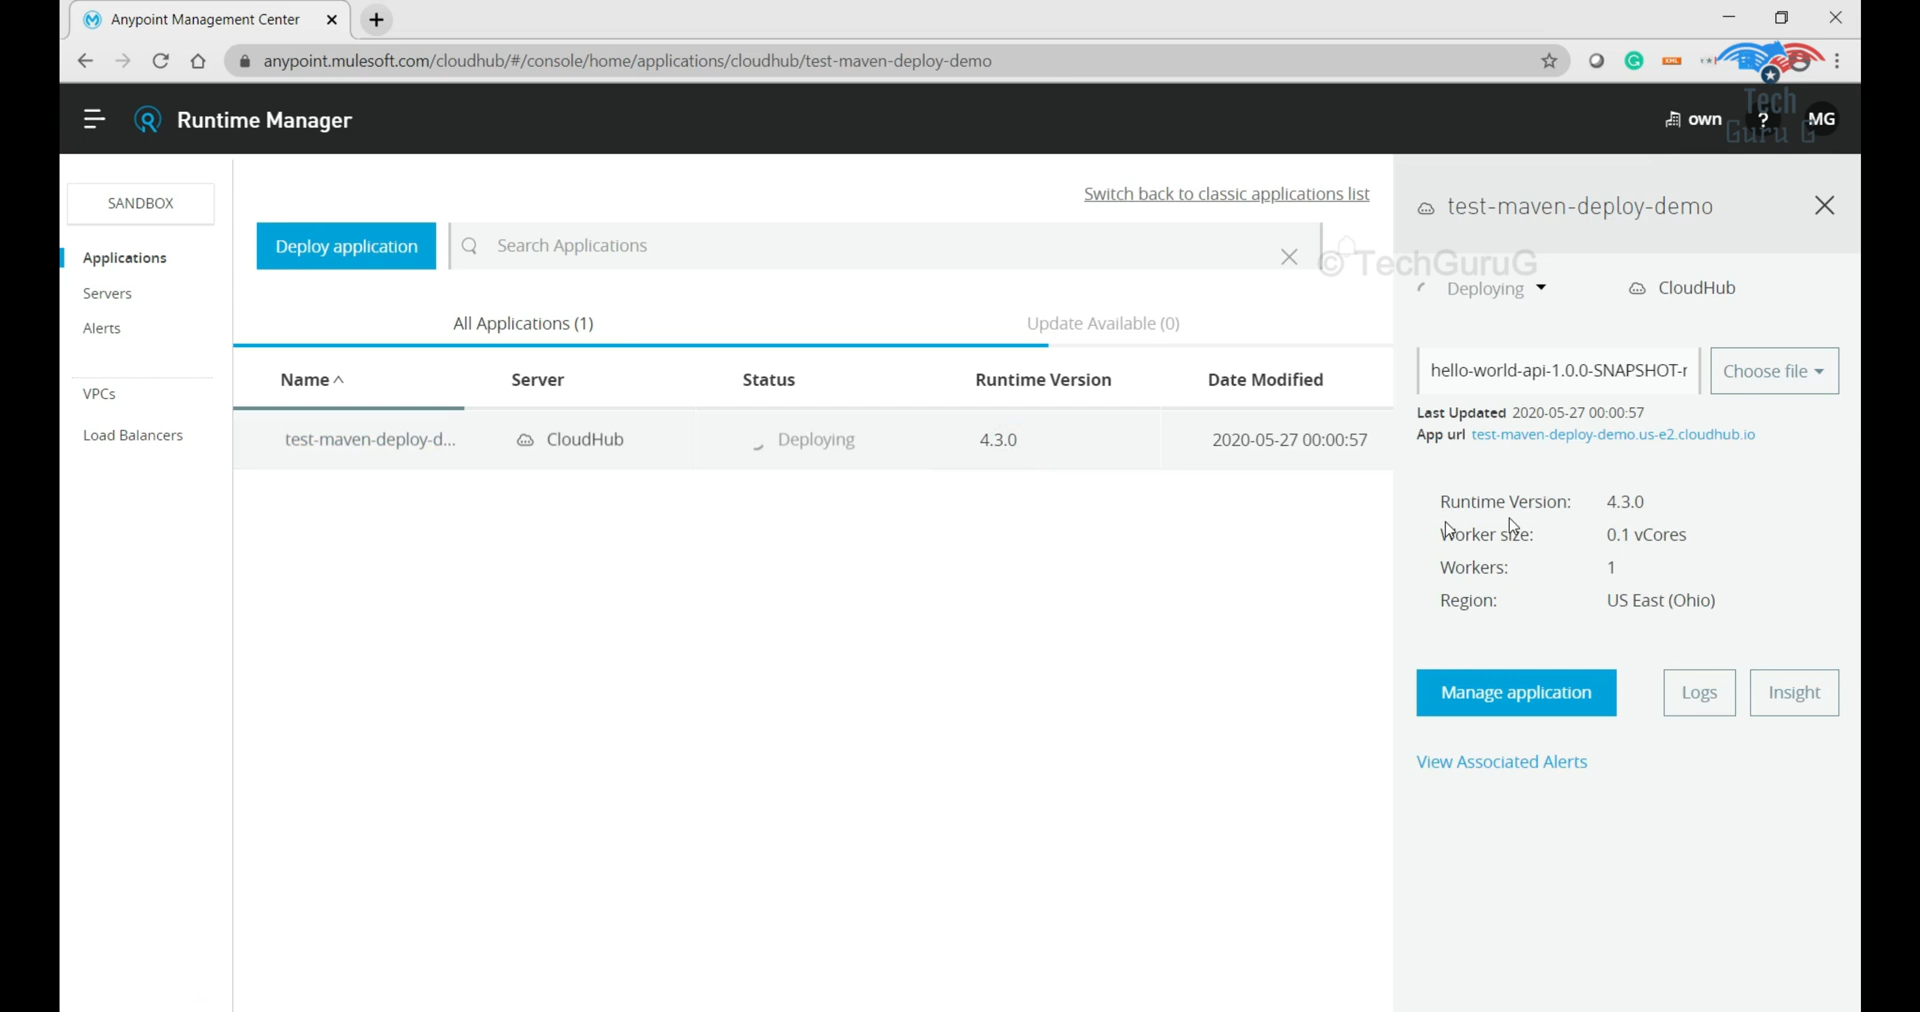 Anypoint Management Center
anypoint.mulesoft.com/cloudhub/#/console/home/applications/cloudhub/test-maven-deploy-demo
XML
Runtime Manager
own
?
MG
Tech
Guru G
SANDBOX
Applications
Servers
Alerts
VPCs
Load Balancers
Switch back to classic applications list
Deploy application
Search Applications
All Applications (1)
Update Available (0)
Name Server Status Runtime Version Date Modified
test-maven-deploy-d... CloudHub Deploying 4.3.0 2020-05-27 00:00:57
test-maven-deploy-demo
© TechGuruG
Deploying CloudHub
hello-world-api-1.0.0-SNAPSHOT-r Choose file
Last Updated 2020-05-27 00:00:57
App url test-maven-deploy-demo.us-e2.cloudhub.io
Runtime Version: 4.3.0
Worker size: 0.1 vCores
Workers: 1
Region: US East (Ohio)
Manage application Logs Insight
View Associated Alerts